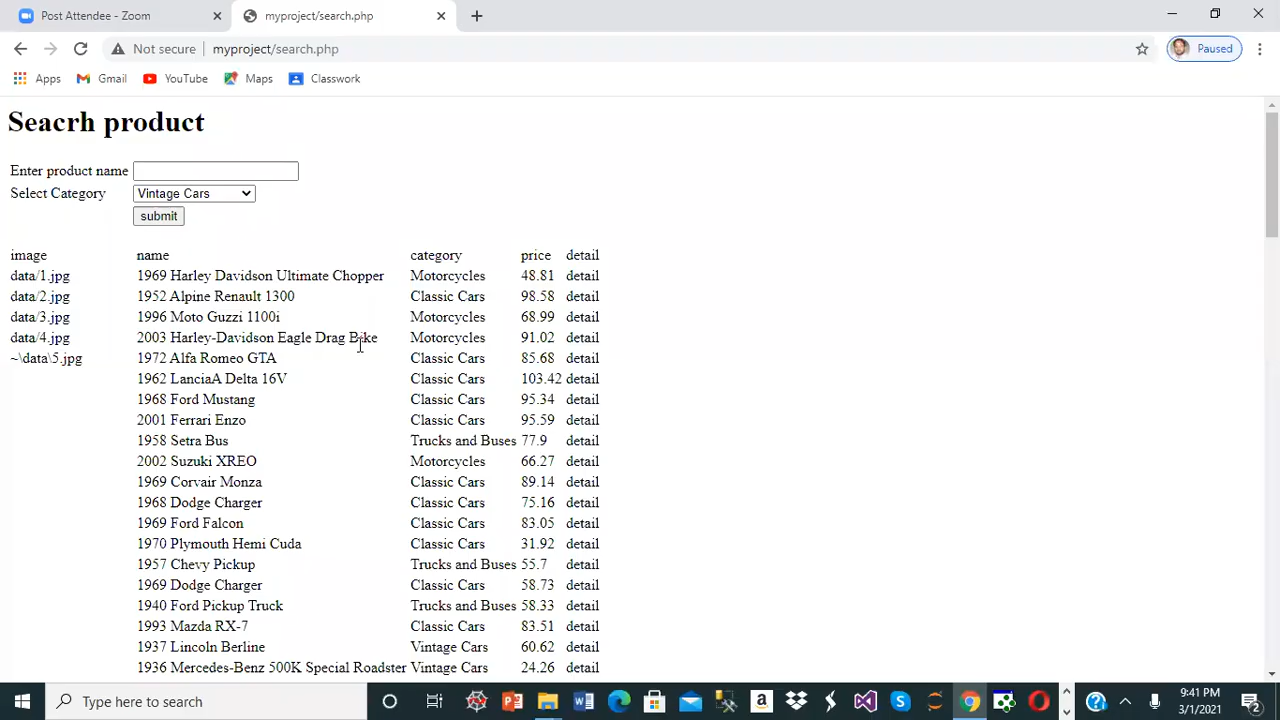 Post Attendee - Zoom
myproject/search.php
Not secure
myproject/search.php
Paused
Apps
Gmail
YouTube
Maps
Classwork
Seacrh product
Enter product name
Select Category Vintage Cars
submit
image name category price detail
data/1.jpg 1969 Harley Davidson Ultimate Chopper Motorcycles 48.81 detail
data/2.jpg 1952 Alpine Renault 1300 Classic Cars 98.58 detail
data/3.jpg 1996 Moto Guzzi 1100i Motorcycles 68.99 detail
data/4.jpg 2003 Harley-Davidson Eagle Drag Bike Motorcycles 91.02 detail
~\data\5.jpg 1972 Alfa Romeo GTA Classic Cars 85.68 detail
1962 LanciaA Delta 16V Classic Cars 103.42 detail
1968 Ford Mustang Classic Cars 95.34 detail
2001 Ferrari Enzo Classic Cars 95.59 detail
1958 Setra Bus Trucks and Buses 77.9 detail
2002 Suzuki XREO Motorcycles 66.27 detail
1969 Corvair Monza Classic Cars 89.14 detail
1968 Dodge Charger Classic Cars 75.16 detail
1969 Ford Falcon Classic Cars 83.05 detail
1970 Plymouth Hemi Cuda Classic Cars 31.92 detail
1957 Chevy Pickup Trucks and Buses 55.7 detail
1969 Dodge Charger Classic Cars 58.73 detail
1940 Ford Pickup Truck Trucks and Buses 58.33 detail
1993 Mazda RX-7 Classic Cars 83.51 detail
1937 Lincoln Berline Vintage Cars 60.62 detail
1936 Mercedes-Benz 500K Special Roadster Vintage Cars 24.26 detail
Type here to search
9:41 PM
3/1/2021
2